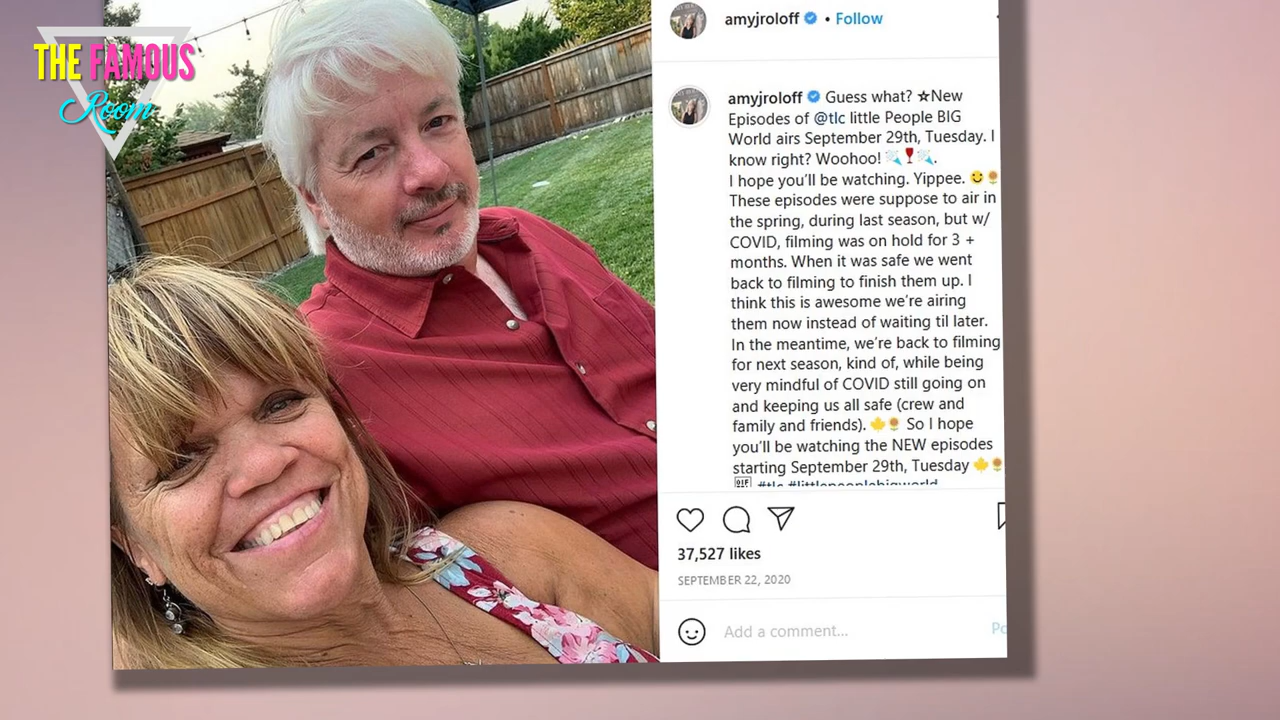 THE FAMOUS
Room
amyjroloff • Follow
amyjroloff Guess what? ☆New
Episodes of @tlc little People BIG
World airs September 29th, Tuesday. I
know right? Woohoo! 🍾🍷🍾.
I hope you'll be watching. Yippee. 😃🌻
These episodes were suppose to air in
the spring, during last season, but w/
COVID, filming was on hold for 3 +
months. When it was safe we went
back to filming to finish them up. I
think this is awesome we're airing
them now instead of waiting til later.
In the meantime, we're back to filming
for next season, kind of, while being
very mindful of COVID still going on
and keeping us all safe (crew and
family and friends). 🍁🌻 So I hope
you'll be watching the NEW episodes
starting September 29th, Tuesday 🍁🌻
#tlc #littlepeoplebigworld
37,527 likes
SEPTEMBER 22, 2020
Add a comment...